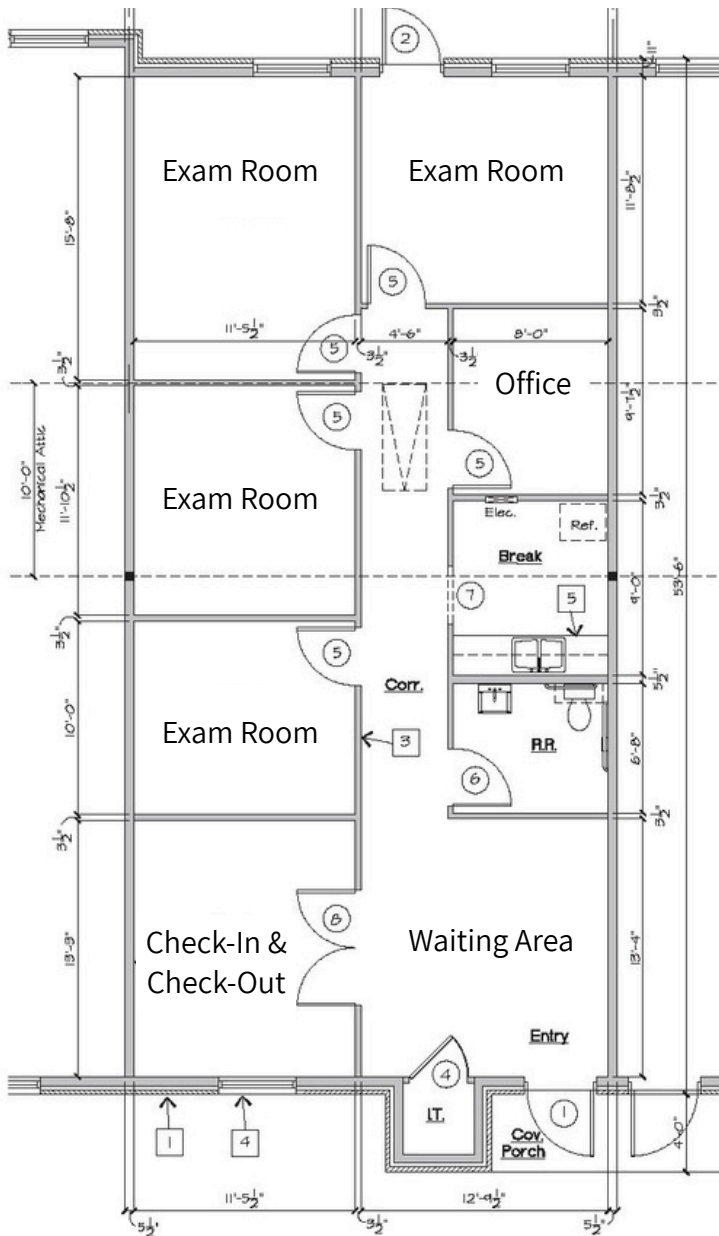 2
11"
Exam Room
Exam Room
15'-8"
11'-8½"
5
11'-5½"
4'-6"
8'-0"
5
3½"
3½"
3½"
3½"
Office
9'-7½"
5
10'-0"
Mechanical Attic
11'-10½"
5
Exam Room
Elec.
Ref.
3½"
Break
53'-6"
9'-0"
7
5
3½"
5
Corr.
5½"
10'-0"
Exam Room
3
R.R.
6'-8"
6
3½"
3½"
8
Check-In &
Check-Out
Waiting Area
13'-3"
13'-4"
Entry
4
I.T.
1
Cov.
Porch
4'-0"
1
4
11'-5½"
12'-9½"
5½'
3½"
5½"